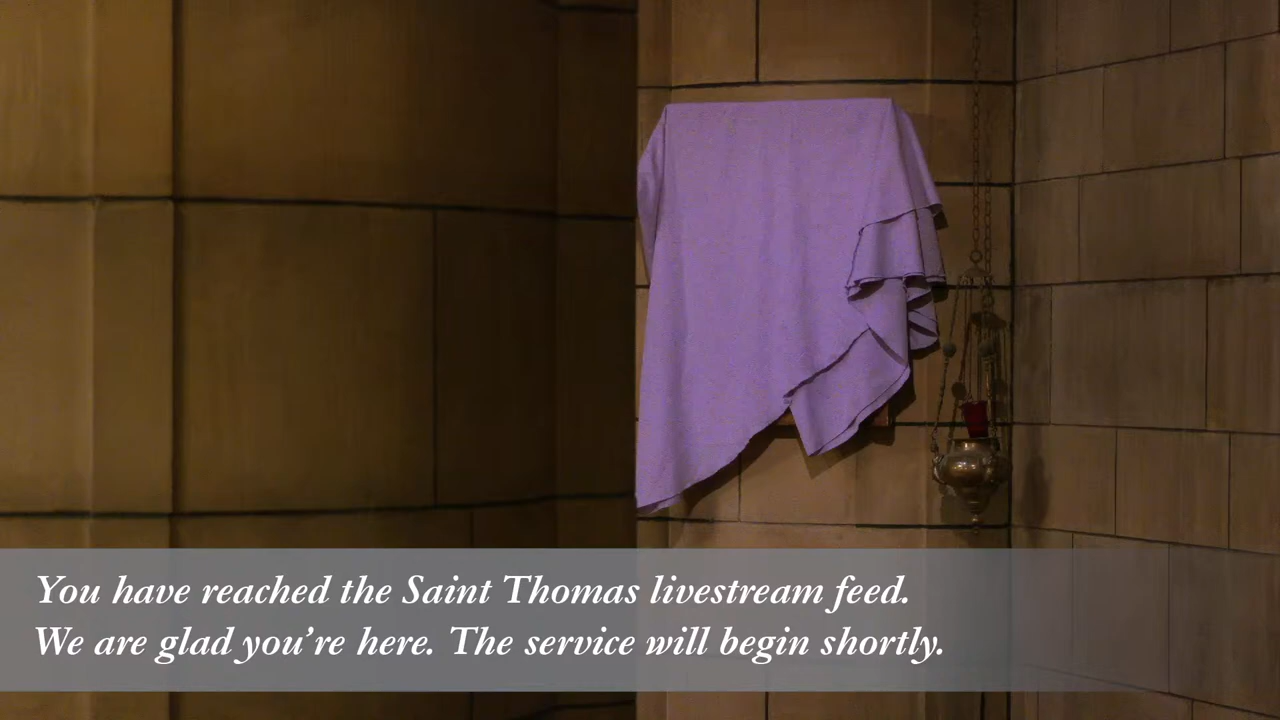 You have reached the Saint Thomas livestream feed.
We are glad you’re here. The service will begin shortly.